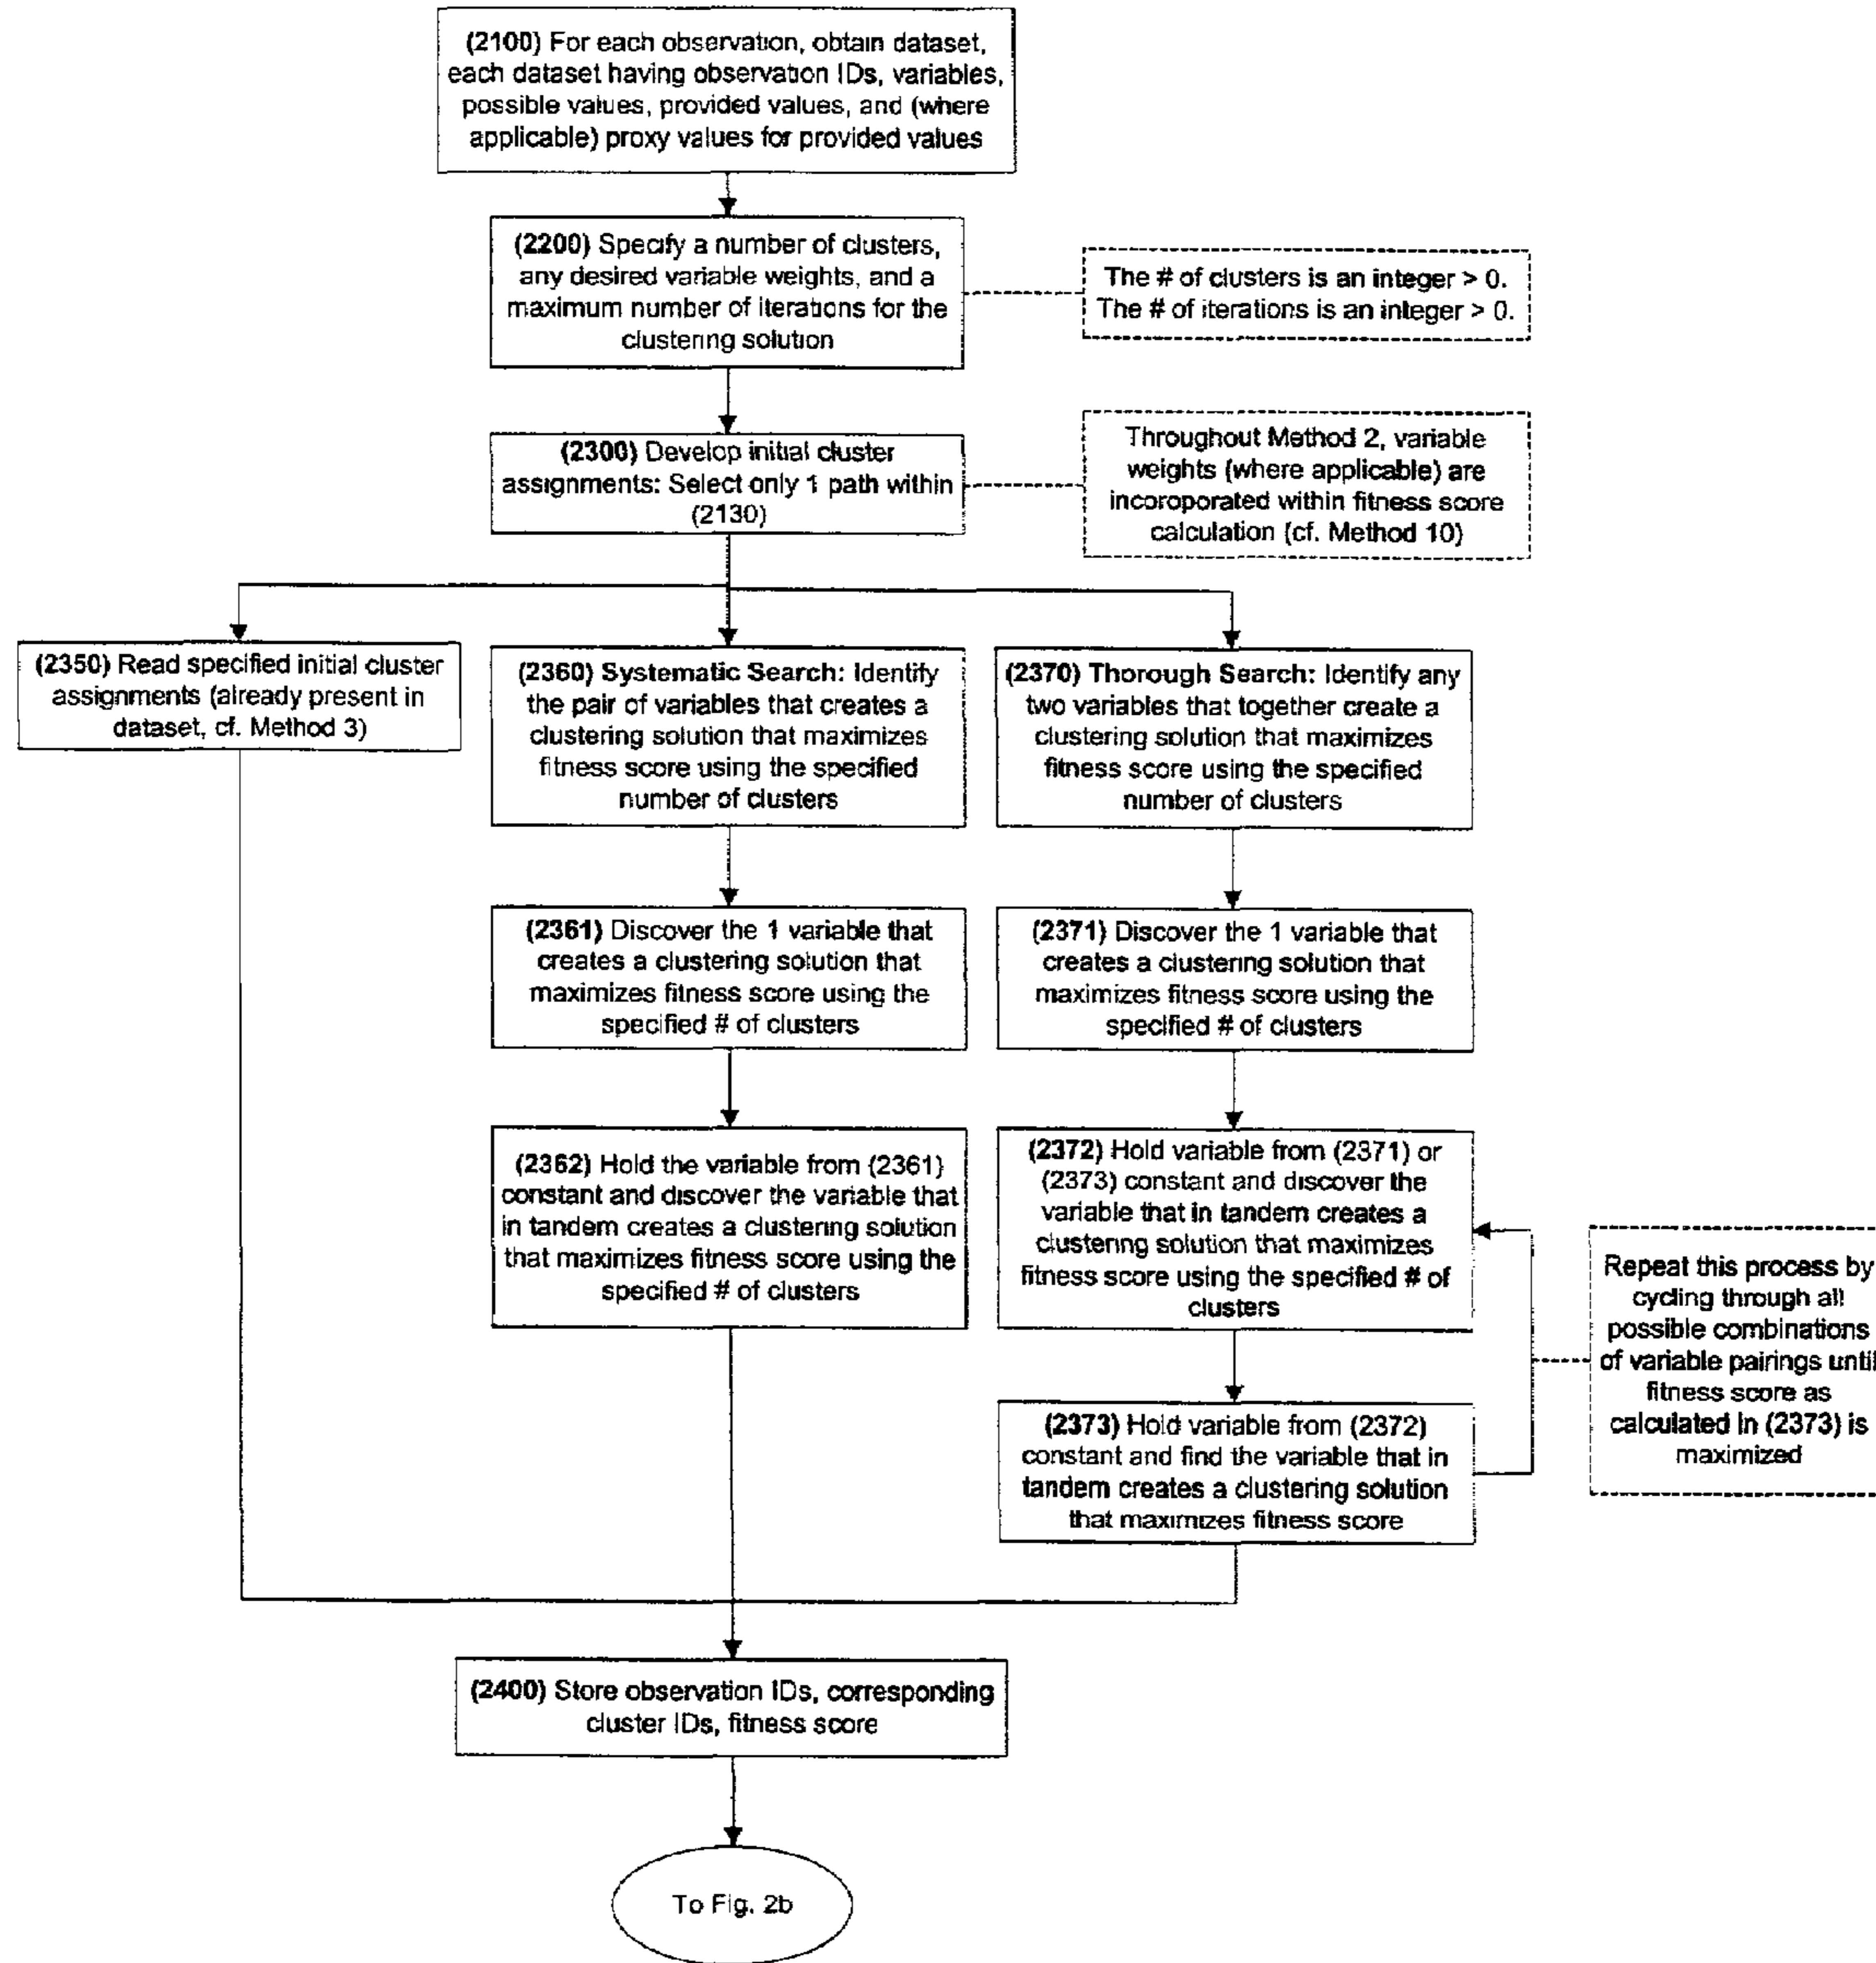 (2100) For each observation, obtain dataset,
each dataset having observation IDs, variables,
possible values, provided values, and (where
applicable) proxy values for provided values
(2200) Specify a number of clusters,
any desired variable weights, and a
maximum number of iterations for the
clustering solution
The # of clusters is an integer > 0.
The # of iterations is an integer > 0.
(2300) Develop initial cluster
assignments: Select only 1 path within
(2130)
Throughout Method 2, variable
weights (where applicable) are
incoroporated within fitness score
calculation (cf. Method 10)
(2350) Read specified initial cluster
assignments (already present in
dataset, cf. Method 3)
(2360) Systematic Search: Identify
the pair of variables that creates a
clustering solution that maximizes
fitness score using the specified
number of clusters
(2370) Thorough Search: Identify any
two variables that together create a
clustering solution that maximizes
fitness score using the specified
number of clusters
(2361) Discover the 1 variable that
creates a clustering solution that
maximizes fitness score using the
specified # of clusters
(2371) Discover the 1 variable that
creates a clustering solution that
maximizes fitness score using the
specified # of clusters
(2362) Hold the variable from (2361)
constant and discover the variable that
in tandem creates a clustering solution
that maximizes fitness score using the
specified # of clusters
(2372) Hold variable from (2371) or
(2373) constant and discover the
variable that in tandem creates a
clustering solution that maximizes
fitness score using the specified # of
clusters
Repeat this process by
cycling through all
possible combinations
of variable pairings until
fitness score as
calculated in (2373) is
maximized
(2373) Hold variable from (2372)
constant and find the variable that in
tandem creates a clustering solution
that maximizes fitness score
(2400) Store observation IDs, corresponding
cluster IDs, fitness score
To Fig. 2b